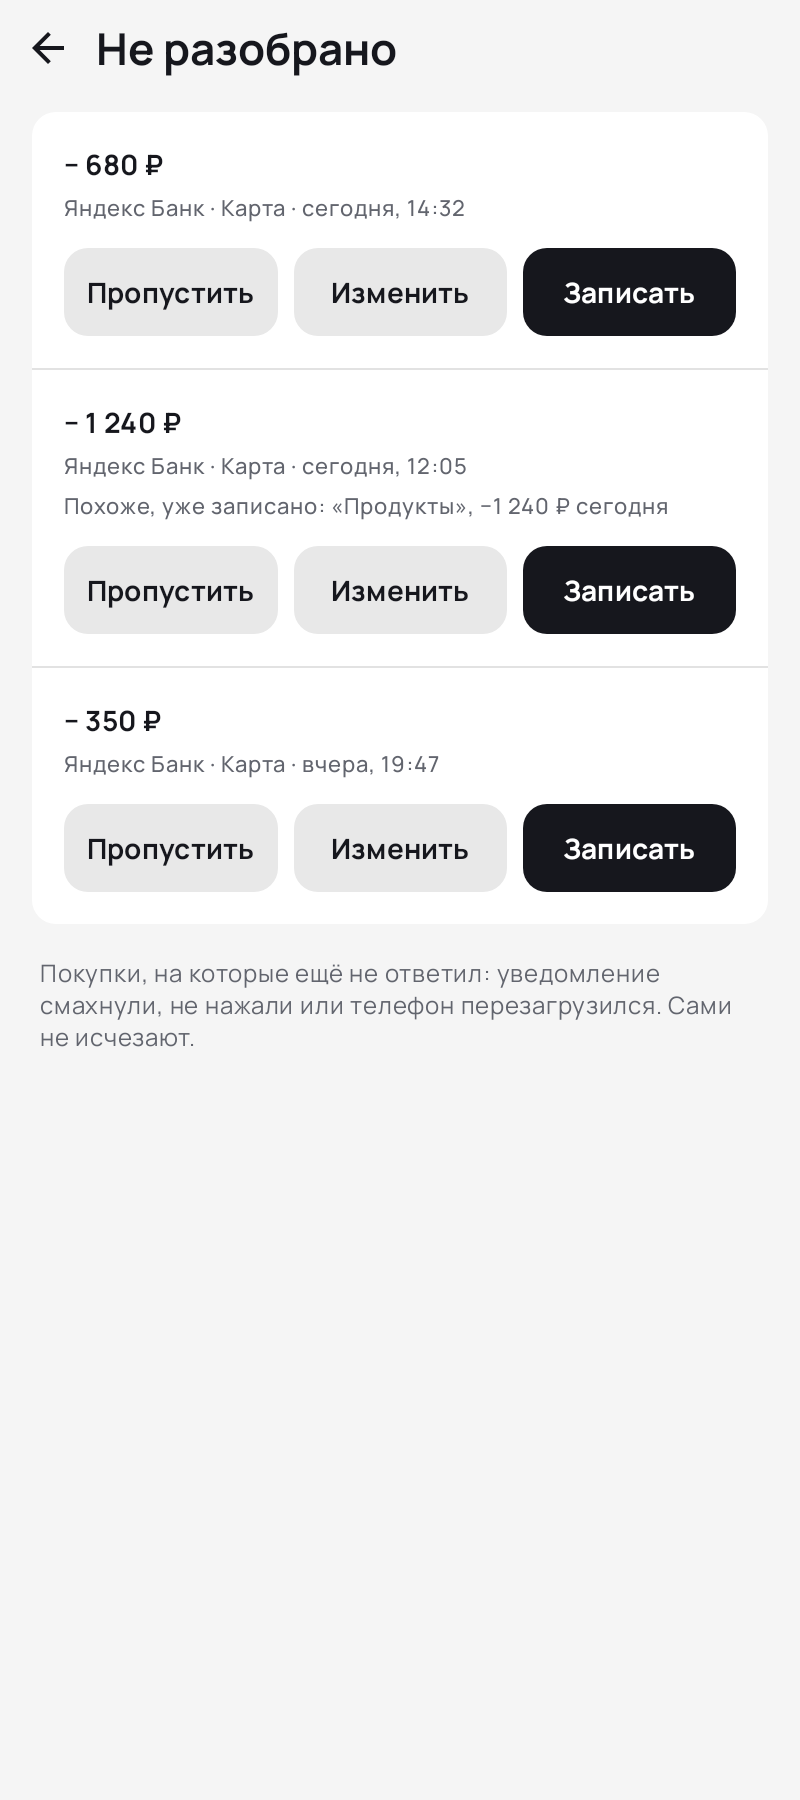 Не разобрано
− 680 ₽
Яндекс Банк · Карта · сегодня, 14:32
Пропустить Изменить Записать
− 1 240 ₽
Яндекс Банк · Карта · сегодня, 12:05
Похоже, уже записано: «Продукты», −1 240 ₽ сегодня
Пропустить Изменить Записать
− 350 ₽
Яндекс Банк · Карта · вчера, 19:47
Пропустить Изменить Записать
Покупки, на которые ещё не ответил: уведомление
смахнули, не нажали или телефон перезагрузился. Сами
не исчезают.